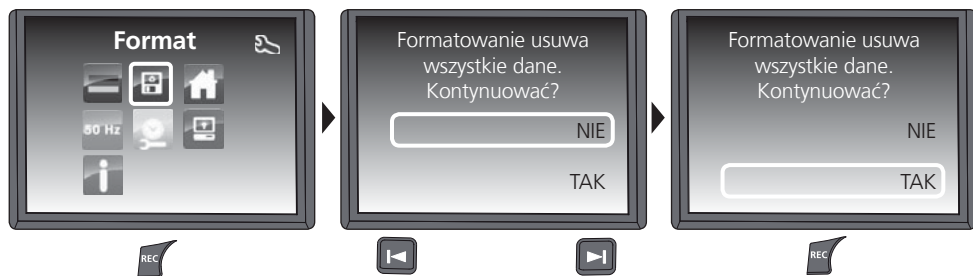 Format
80 Hz
Formatowanie usuwa
wszystkie dane.
Kontynuować?
NIE
TAK
Formatowanie usuwa
wszystkie dane.
Kontynuować?
NIE
TAK
REC
REC